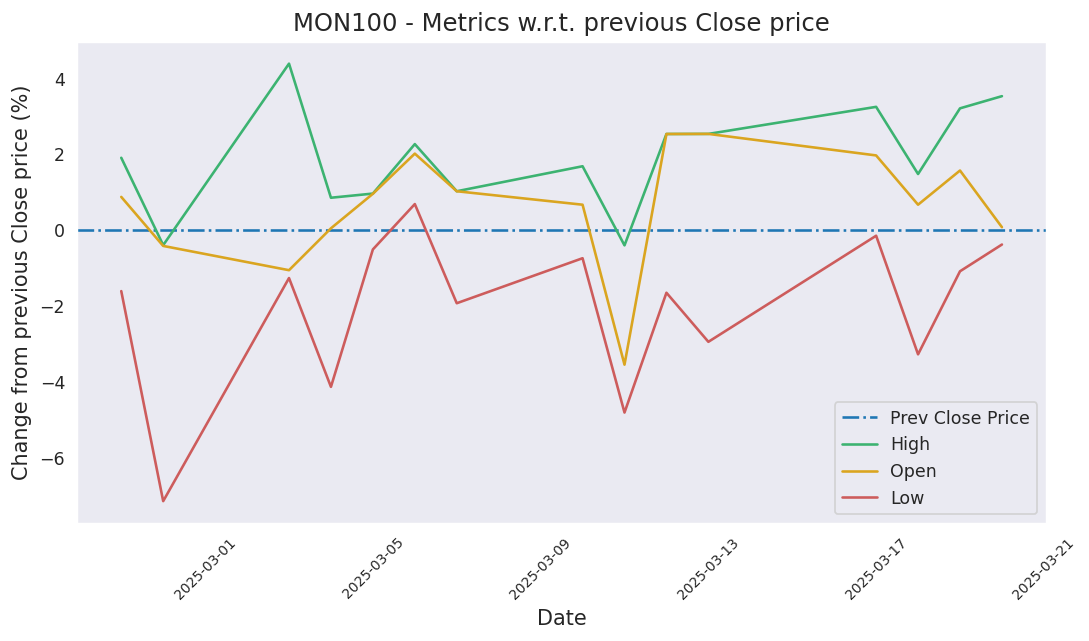 MON100 - Metrics w.r.t. previous Close price
Change from previous Close price (%)
4
2
0
−2
−4
−6
Prev Close Price
High
Open
Low
2025-03-01
2025-03-05
2025-03-09
2025-03-13
2025-03-17
2025-03-21
Date